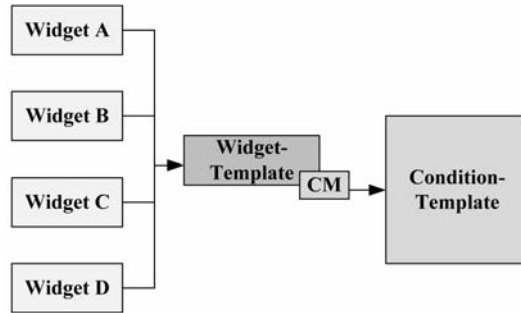 Widget A
Widget B
Widget C
Widget D
Widget-
Template
CM
Condition-
Template